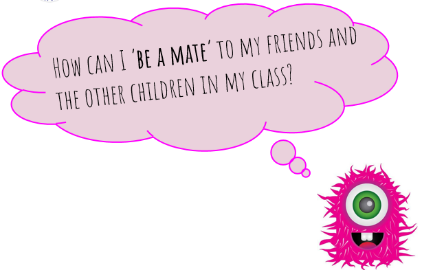 How can I 'be a mate' to my friends and
the other children in my class?